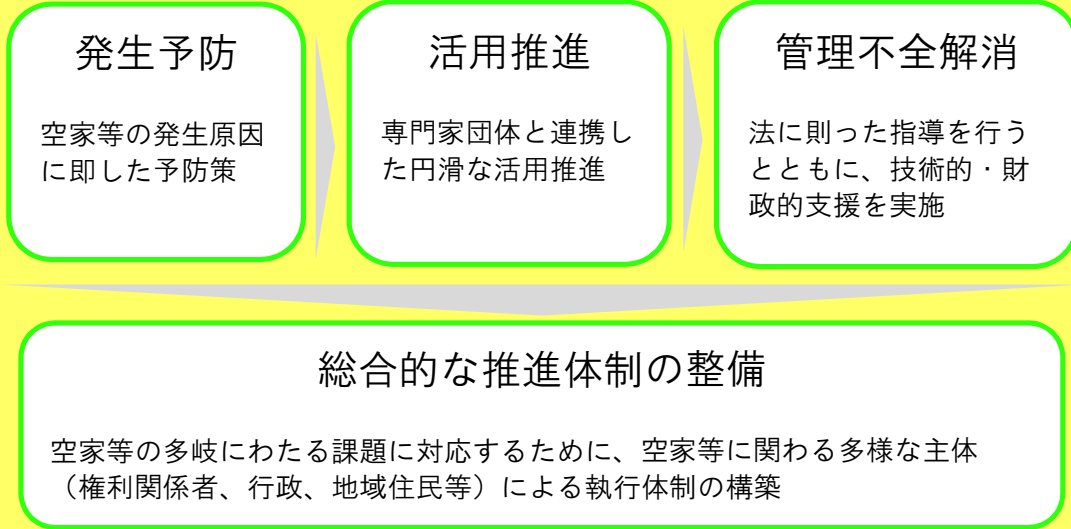 発生予防
空家等の発生原因
に即した予防策
活用推進
専門家団体と連携し
た円滑な活用推進
管理不全解消
法に則った指導を行う
とともに、技術的・財
政的支援を実施
総合的な推進体制の整備
空家等の多岐にわたる課題に対応するために、空家等に関わる多様な主体
（権利関係者、行政、地域住民等）による執行体制の構築